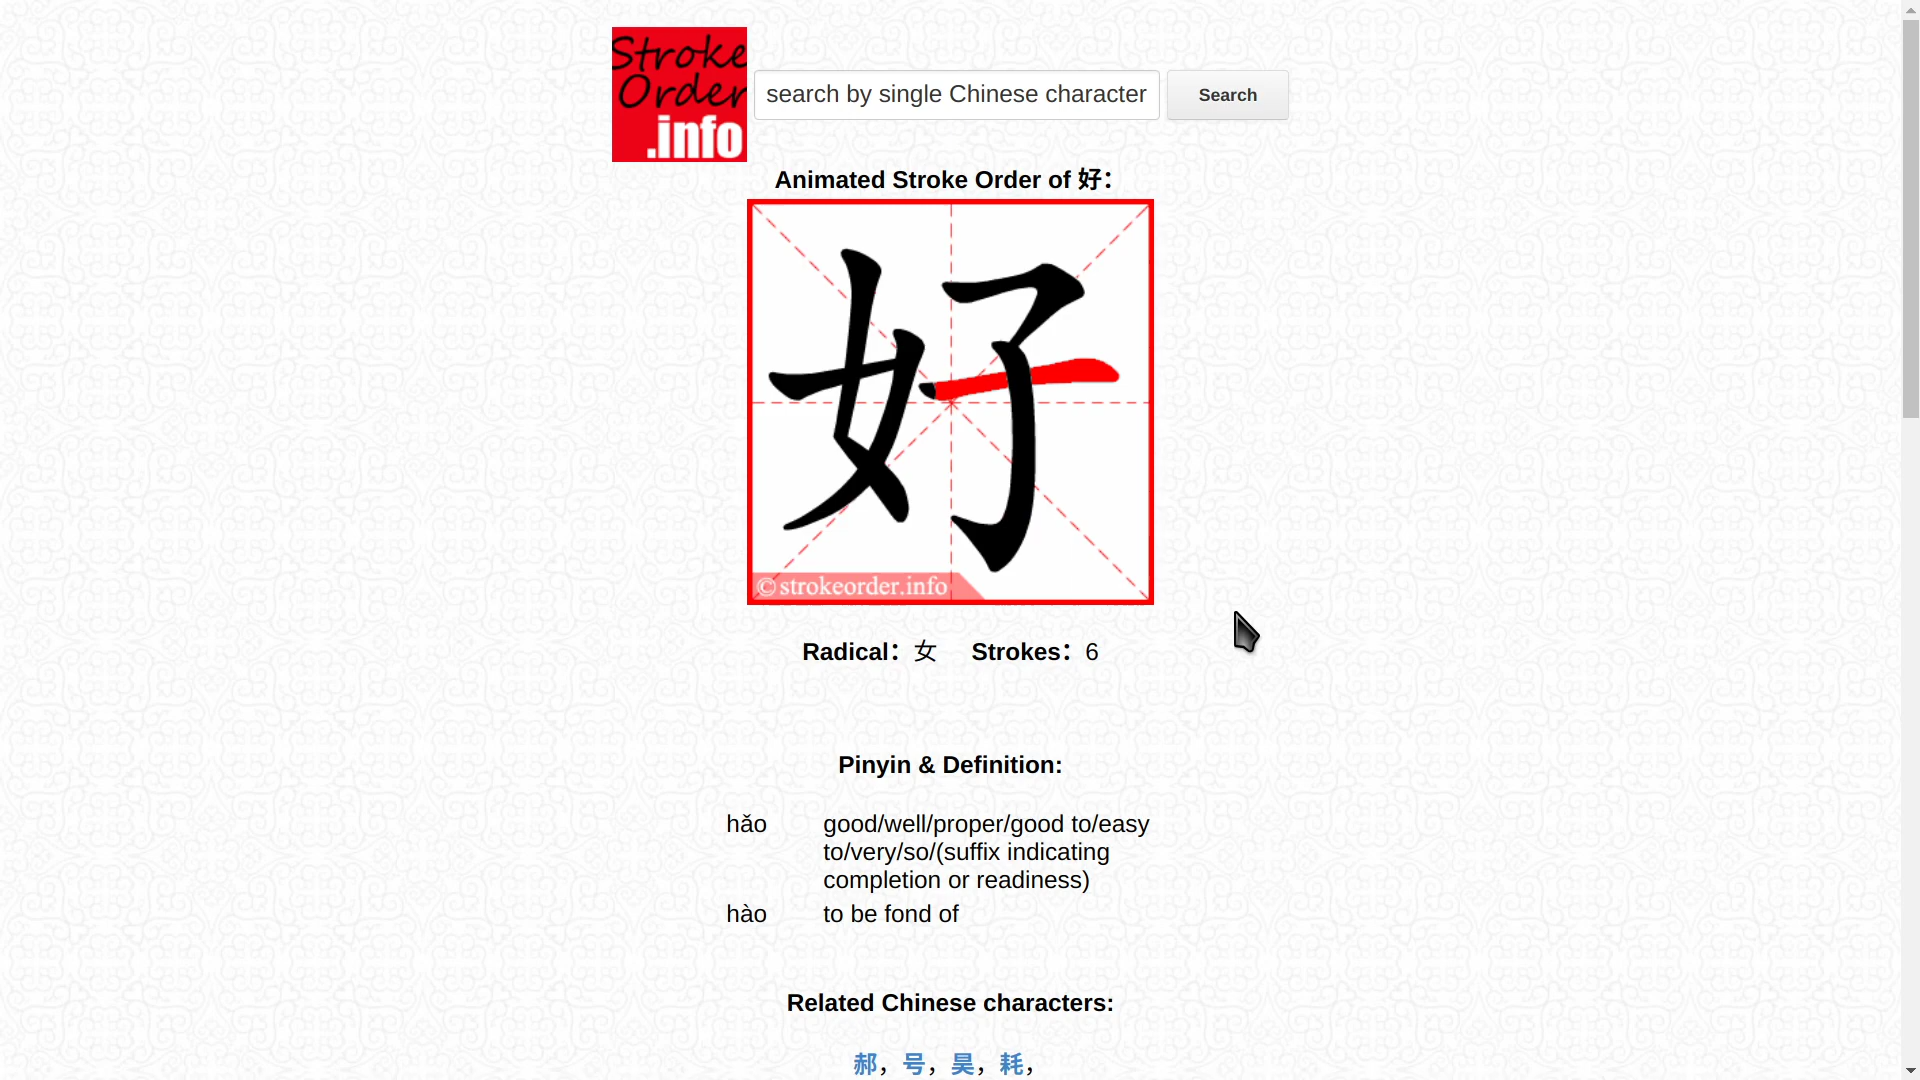 Stroke
Order
.info
search by single Chinese character
Search
Animated Stroke Order of 好：
好
©strokeorder.info
Radical：女 Strokes：6
Pinyin & Definition:
hǎo good/well/proper/good to/easy
to/very/so/(suffix indicating
completion or readiness)
hào to be fond of
Related Chinese characters:
郝，号，昊，耗，